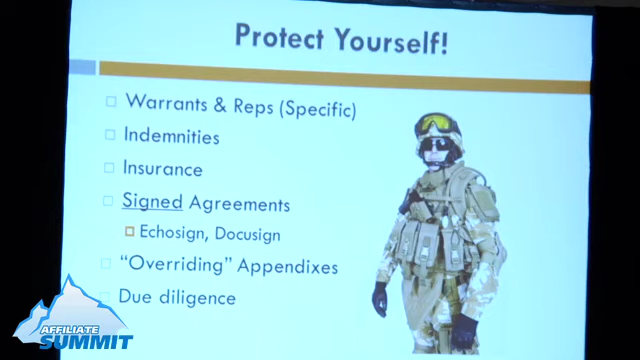 Protect Yourself!
Warrants & Reps (Specific)
Indemnities
Insurance
Signed Agreements
Echosign, Docusign
“Overriding” Appendixes
Due diligence
AFFILIATE
SUMMIT